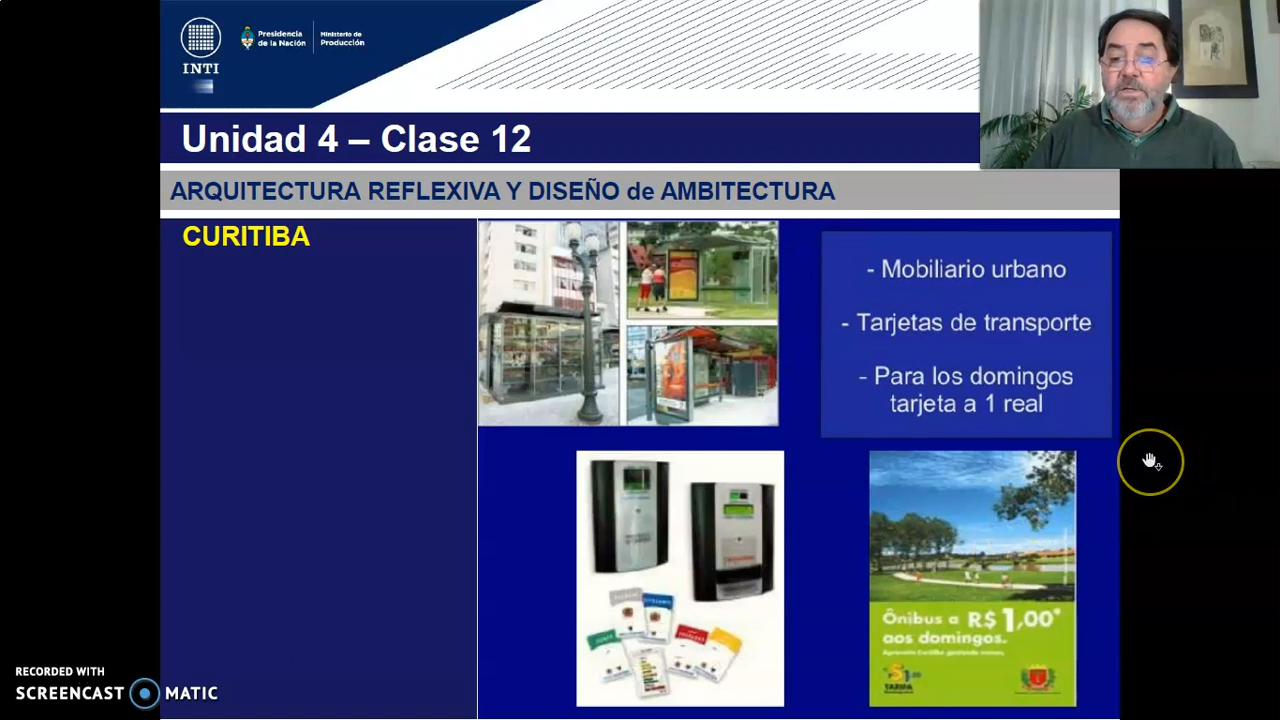 INTI
Presidencia
de la Nación
Ministerio de
Producción
Unidad 4 – Clase 12
ARQUITECTURA REFLEXIVA Y DISEÑO de AMBITECTURA
CURITIBA
- Mobiliario urbano
- Tarjetas de transporte
- Para los domingos
tarjeta a 1 real
Ônibus a R$ 1,00*
aos domingos.
RECORDED WITH
SCREENCAST MATIC